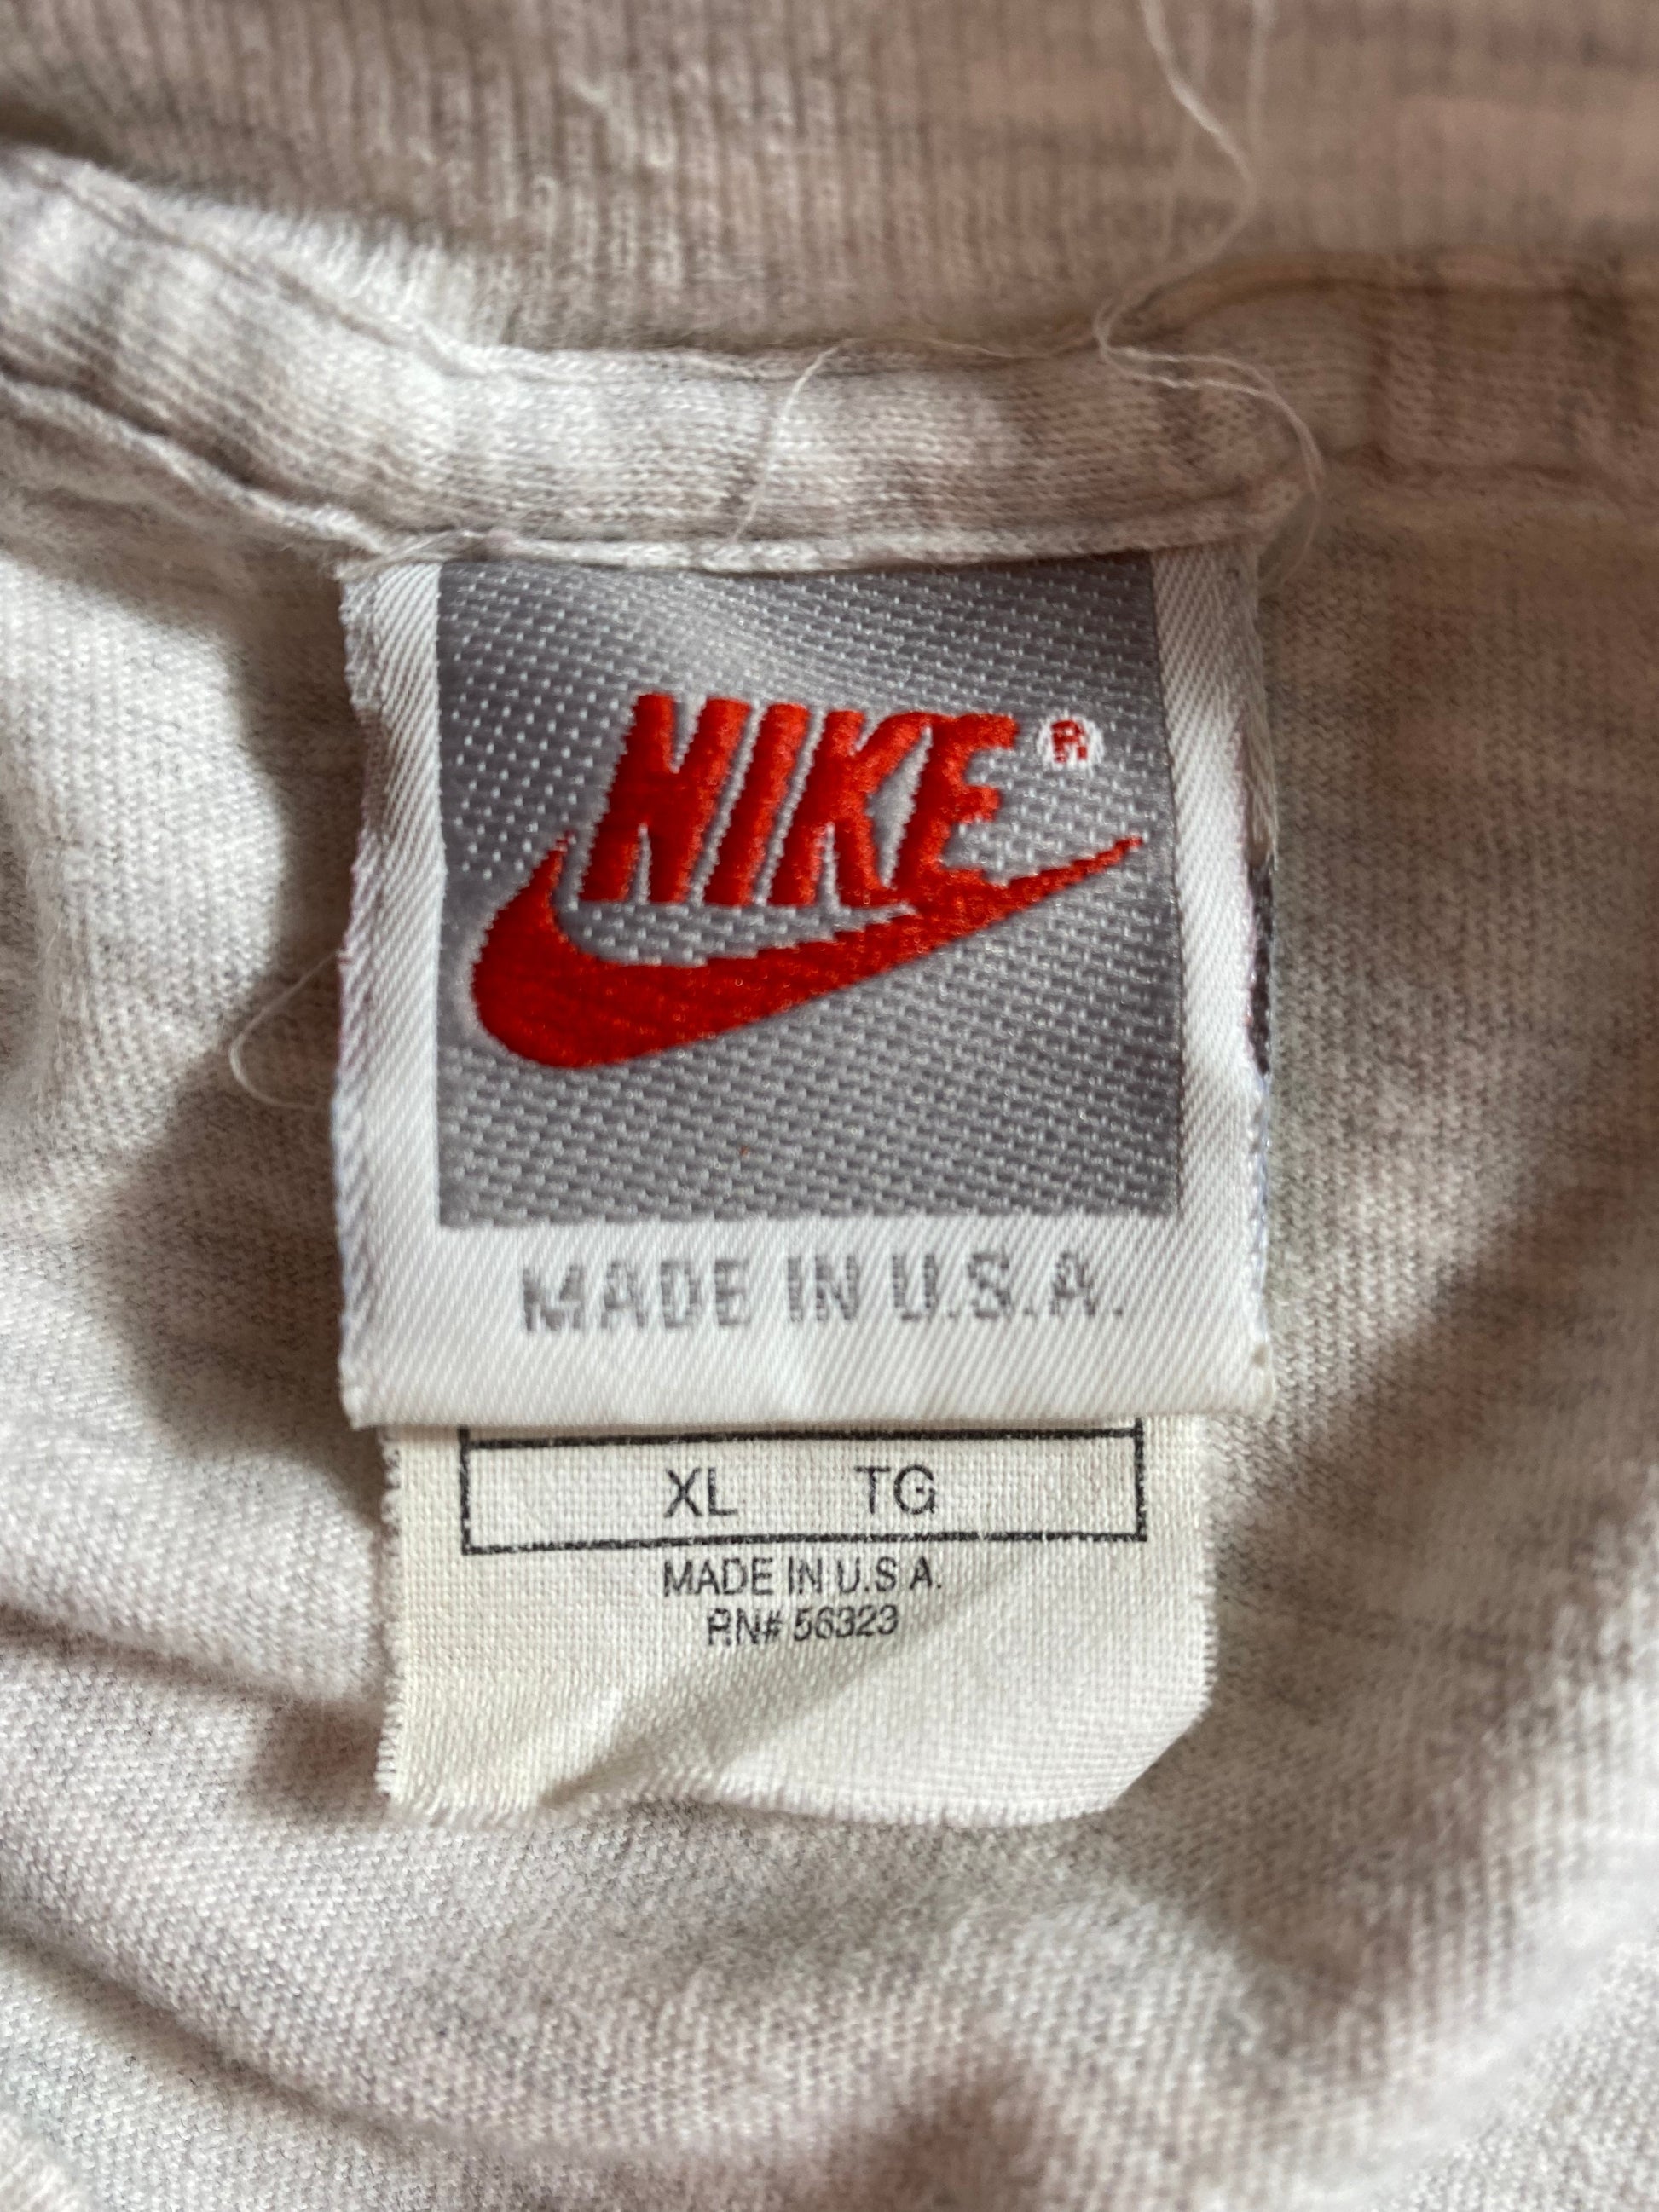 NIKE ®
MADE IN U.S.A.
XL TG
MADE IN U.S.A.
RN# 56323